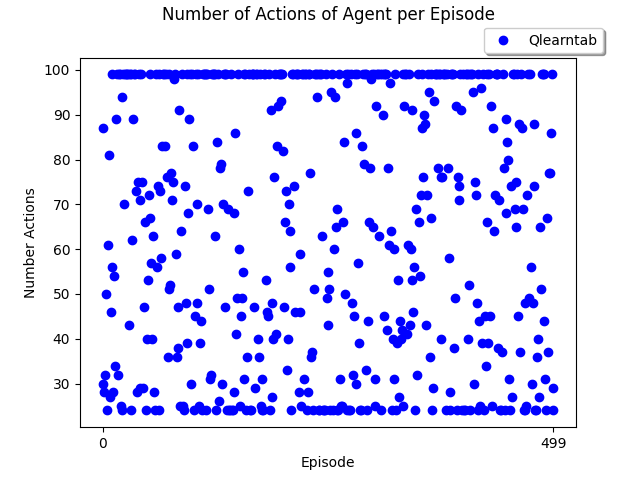 Number of Actions of Agent per Episode
Qlearntab
100
90
80
70
60
50
40
30
Number Actions
0
499
Episode